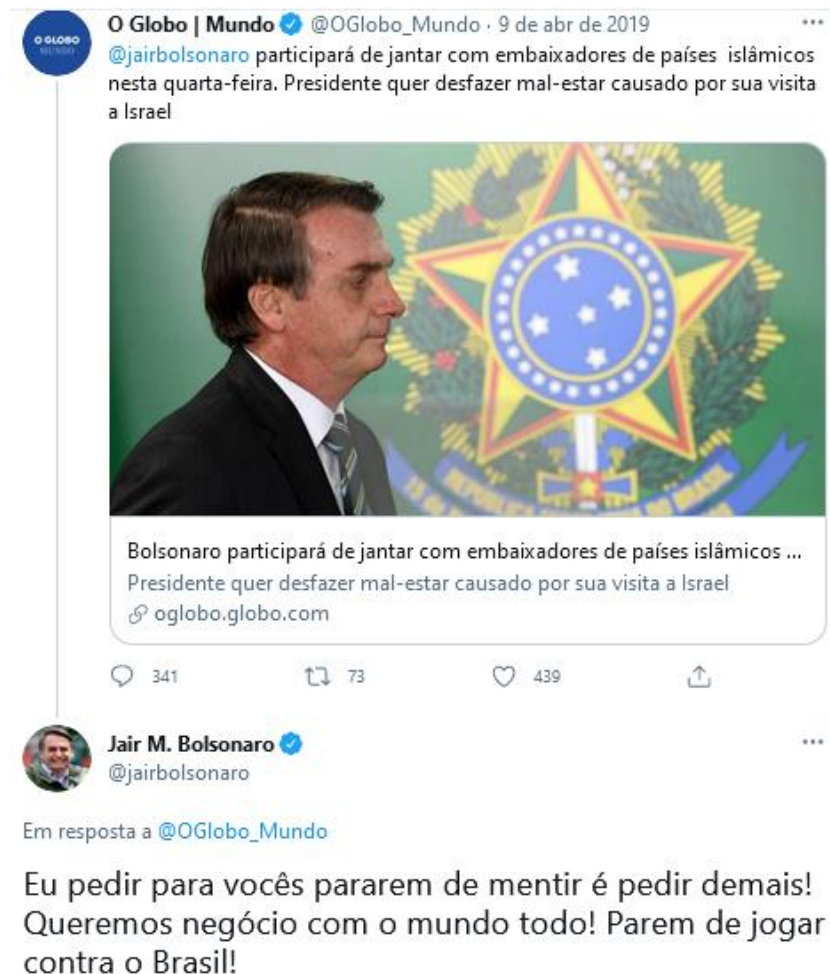 O GLOBO
MUNDO
O Globo | Mundo @OGlobo_Mundo · 9 de abr de 2019
@jairbolsonaro participará de jantar com embaixadores de países islâmicos
nesta quarta-feira. Presidente quer desfazer mal-estar causado por sua visita
a Israel
Bolsonaro participará de jantar com embaixadores de países islâmicos ...
Presidente quer desfazer mal-estar causado por sua visita a Israel
oglobo.globo.com
341 73 439
Jair M. Bolsonaro
@jairbolsonaro
Em resposta a @OGlobo_Mundo
Eu pedir para vocês pararem de mentir é pedir demais!
Queremos negócio com o mundo todo! Parem de jogar
contra o Brasil!